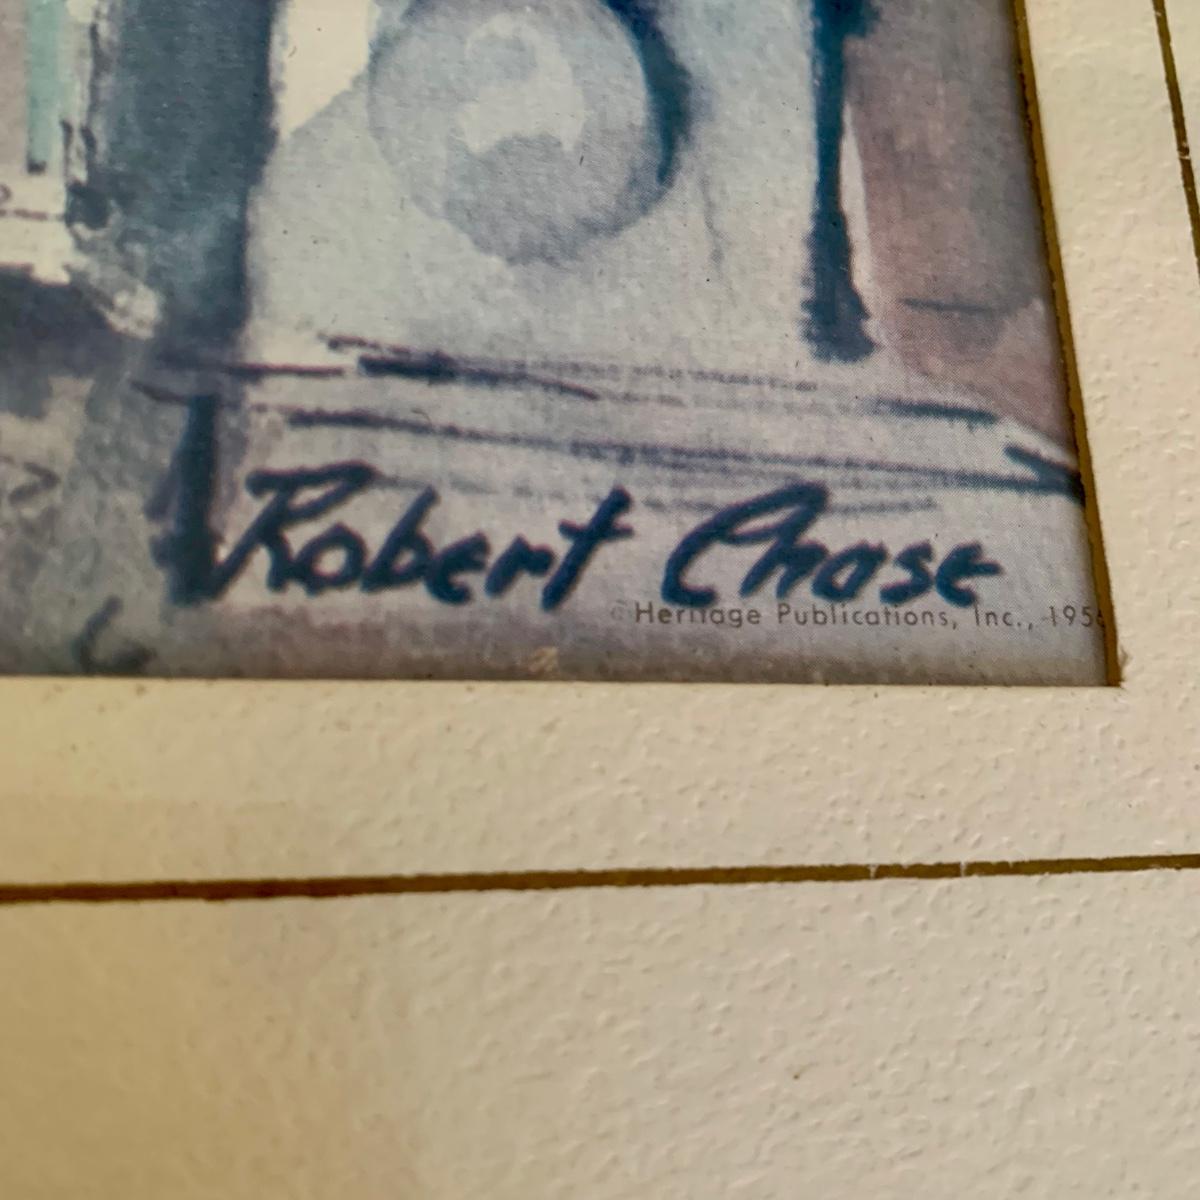 Robert Chase
© Heritage Publications, Inc., 195